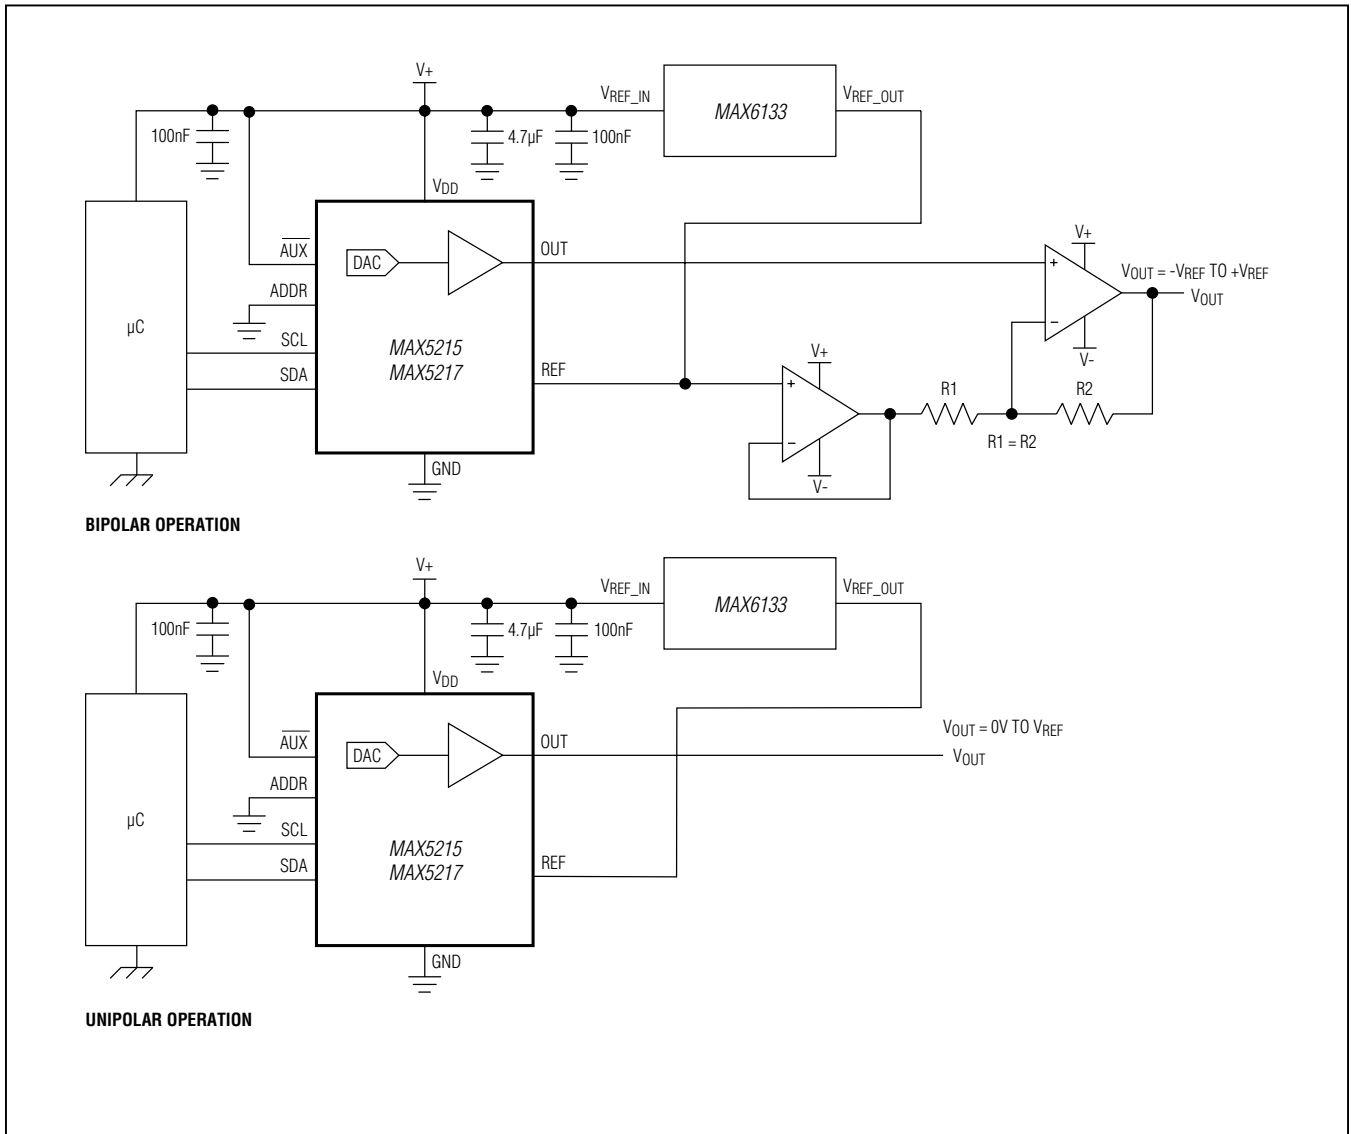 V+
VREF_IN
MAX6133
VREF_OUT
100nF
4.7µF
100nF
VDD
AUX
DAC
OUT
ADDR
V+
+
VOUT = -VREF TO +VREF
VOUT
−
V-
µC
SCL
SDA
MAX5215
MAX5217
REF
V+
+
−
V-
R1
R2
R1 = R2
GND
BIPOLAR OPERATION
V+
VREF_IN
MAX6133
VREF_OUT
100nF
4.7µF
100nF
VDD
AUX
DAC
OUT
VOUT = 0V TO VREF
VOUT
ADDR
µC
SCL
SDA
MAX5215
MAX5217
REF
GND
UNIPOLAR OPERATION